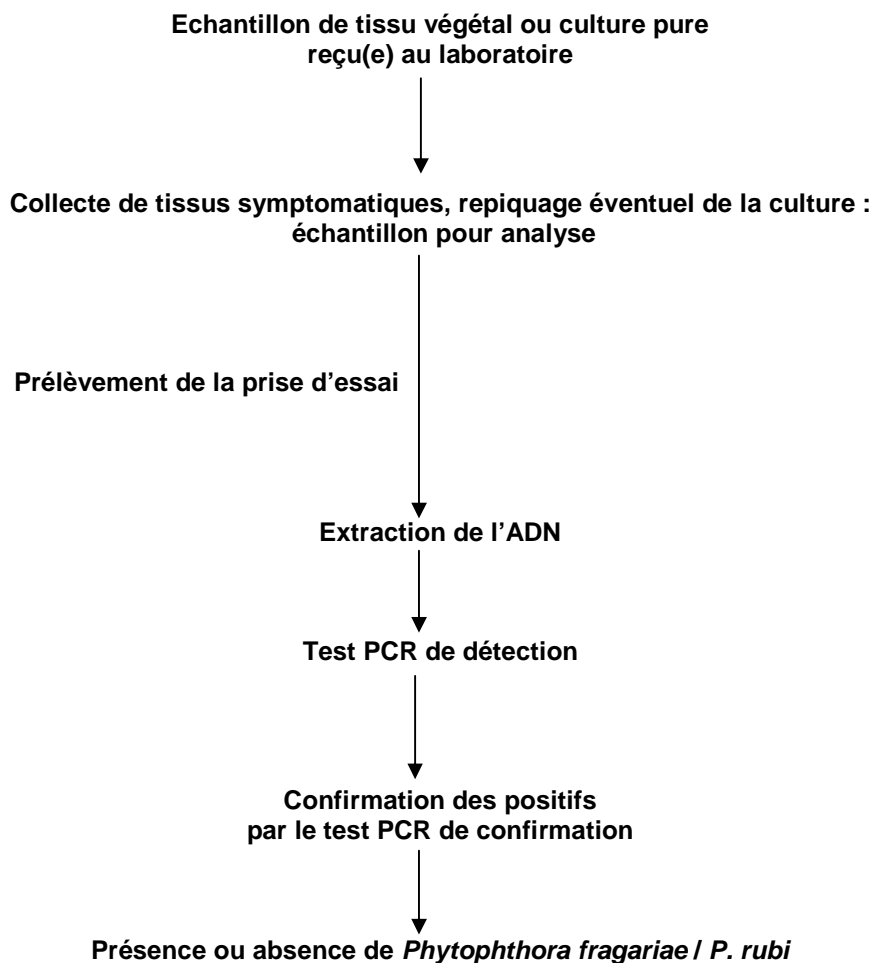 Echantillon de tissu végétal ou culture pure
reçu(e) au laboratoire
Collecte de tissus symptomatiques, repiquage éventuel de la culture :
échantillon pour analyse
Prélèvement de la prise d’essai
Extraction de l’ADN
Test PCR de détection
Confirmation des positifs
par le test PCR de confirmation
Présence ou absence de Phytophthora fragariae / P. rubi